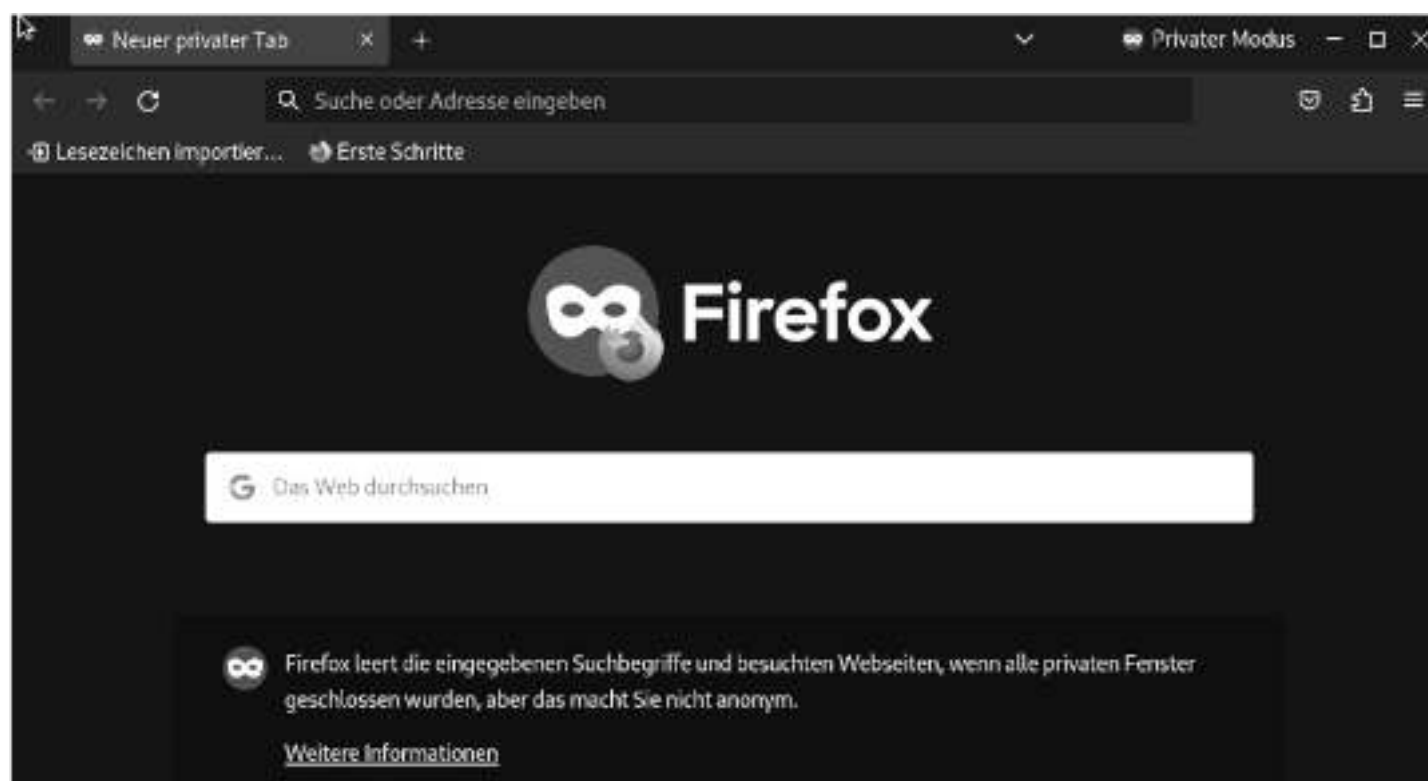 Neuer privater Tab
Privater Modus
Suche oder Adresse eingeben
Lesezeichen importier... Erste Schritte
Firefox
G Das Web durchsuchen
Firefox leert die eingegebenen Suchbegriffe und besuchten Webseiten, wenn alle privaten Fenster
geschlossen wurden, aber das macht Sie nicht anonym.
Weitere Informationen